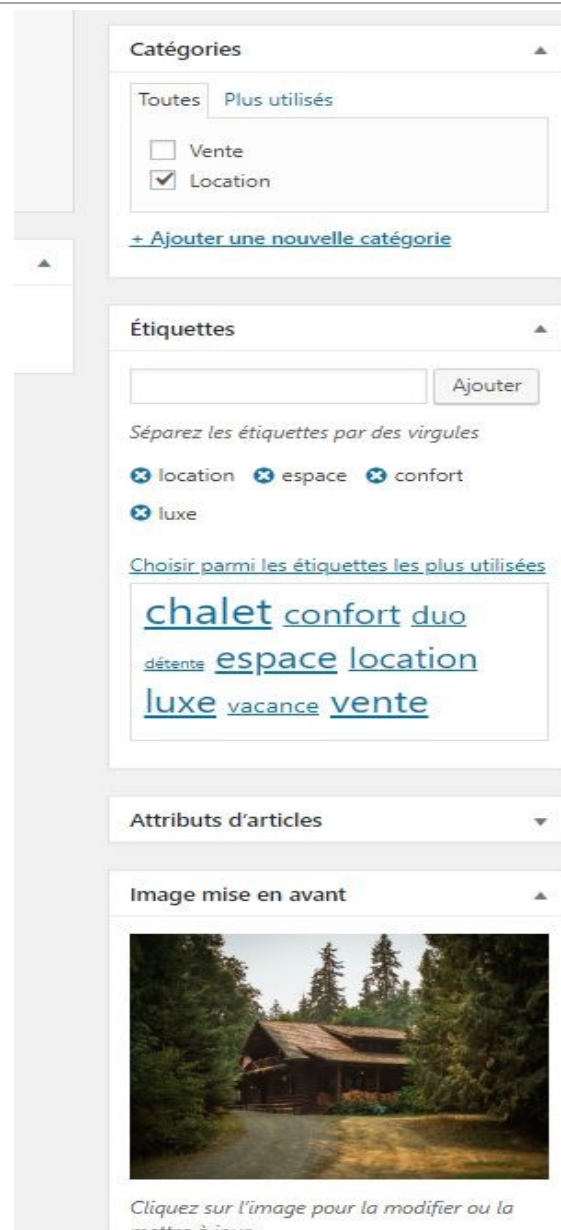 Catégories
Toutes Plus utilisés
Vente
Location
+ Ajouter une nouvelle catégorie
Étiquettes
Ajouter
Séparez les étiquettes par des virgules
location espace confort
luxe
Choisir parmi les étiquettes les plus utilisées
chalet confort duo
détente espace location
luxe vacance vente
Attributs d’articles
Image mise en avant
Cliquez sur l’image pour la modifier ou la
mettre à jour